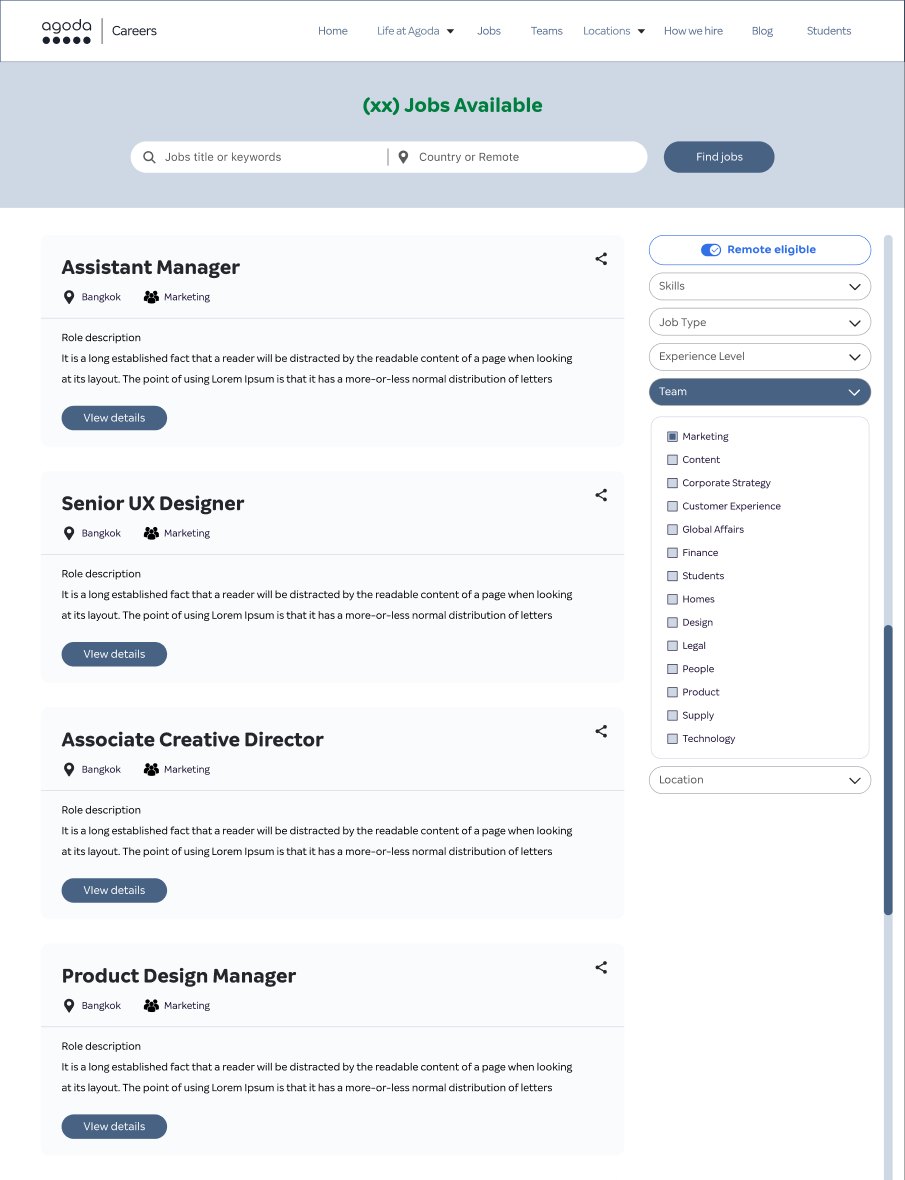 agoda
Careers
Home
Life at Agoda
Jobs
Teams
Locations
How we hire
Blog
Students
(xx) Jobs Available
Jobs title or keywords
Country or Remote
Find jobs
Assistant Manager
Bangkok
Marketing
Role description
It is a long established fact that a reader will be distracted by the readable content of a page when looking
at its layout. The point of using Lorem Ipsum is that it has a more-or-less normal distribution of letters
VIew details
Senior UX Designer
Bangkok
Marketing
Role description
It is a long established fact that a reader will be distracted by the readable content of a page when looking
at its layout. The point of using Lorem Ipsum is that it has a more-or-less normal distribution of letters
VIew details
Associate Creative Director
Bangkok
Marketing
Role description
It is a long established fact that a reader will be distracted by the readable content of a page when looking
at its layout. The point of using Lorem Ipsum is that it has a more-or-less normal distribution of letters
VIew details
Product Design Manager
Bangkok
Marketing
Role description
It is a long established fact that a reader will be distracted by the readable content of a page when looking
at its layout. The point of using Lorem Ipsum is that it has a more-or-less normal distribution of letters
VIew details
Remote eligible
Skills
Job Type
Experience Level
Team
Marketing
Content
Corporate Strategy
Customer Experience
Global Affairs
Finance
Students
Homes
Design
Legal
People
Product
Supply
Technology
Location